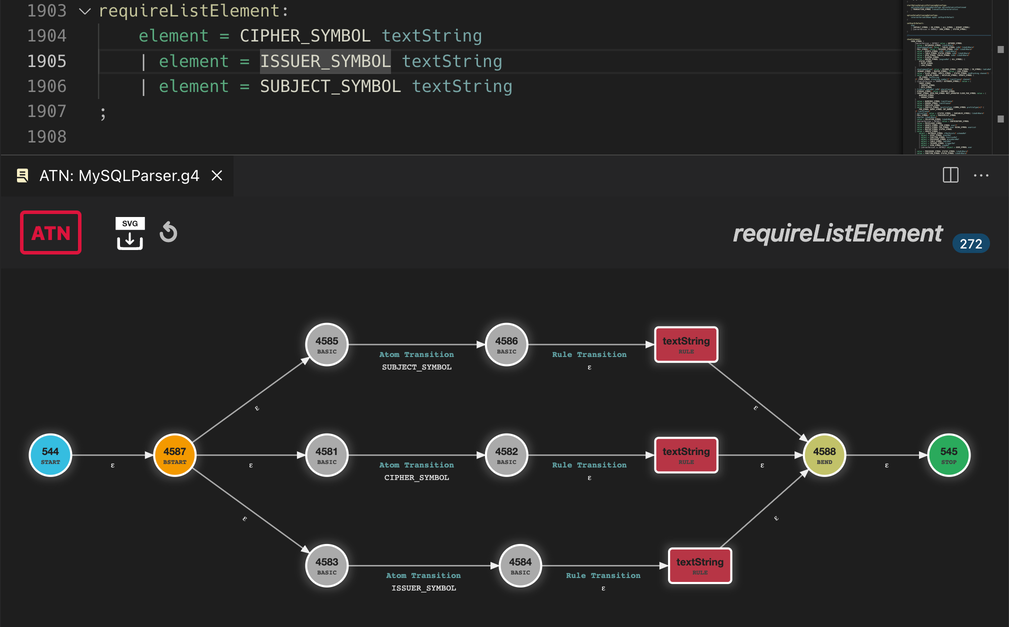 1903 requireListElement:
1904 element = CIPHER_SYMBOL textString
1905 | element = ISSUER_SYMBOL textString
1906 | element = SUBJECT_SYMBOL textString
1907 ;
1908
ATN: MySQLParser.g4
ATN
SVG
requireListElement
272
4585
BASIC
Atom Transition
SUBJECT_SYMBOL
4586
BASIC
Rule Transition
ε
textString
RULE
ε
ε
544
START
ε
4587
RSTART
ε
4581
BASIC
Atom Transition
CIPHER_SYMBOL
4582
BASIC
Rule Transition
ε
textString
RULE
ε
4588
BEND
ε
545
STOP
ε
ε
4583
BASIC
Atom Transition
ISSUER_SYMBOL
4584
BASIC
Rule Transition
ε
textString
RULE